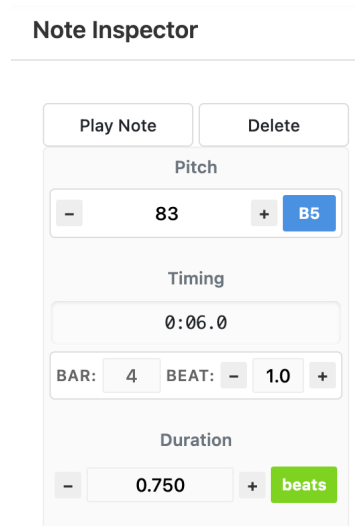 Note Inspector
Play Note Delete
Pitch
− 83 + B5
Timing
0:06.0
BAR: 4 BEAT: − 1.0 +
Duration
− 0.750 + beats